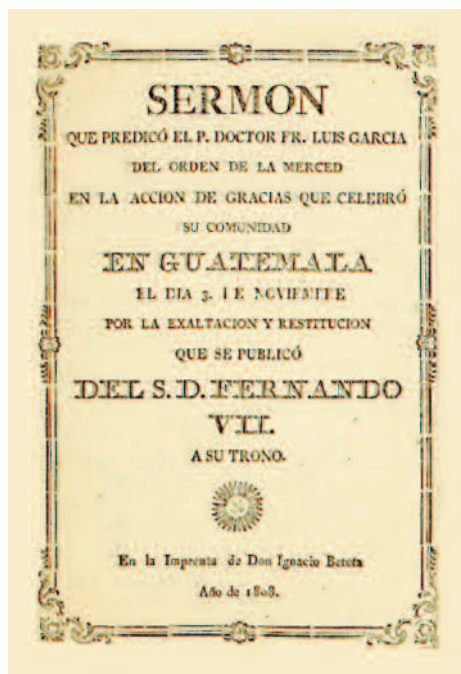 SERMON
QUE PREDICÓ EL P. DOCTOR FR. LUIS GARCIA
DEL ORDEN DE LA MERCED
EN LA ACCION DE GRACIAS QUE CELEBRÓ
SU COMUNIDAD
EN GUATEMALA
EL DIA 3. DE NOVIEMBRE
POR LA EXALTACION Y RESTITUCION
QUE SE PUBLICÓ
DEL S. D. FERNANDO
VII.
A SU TRONO.
En la Imprenta de Don Ignacio Beteta
Año de 1808.